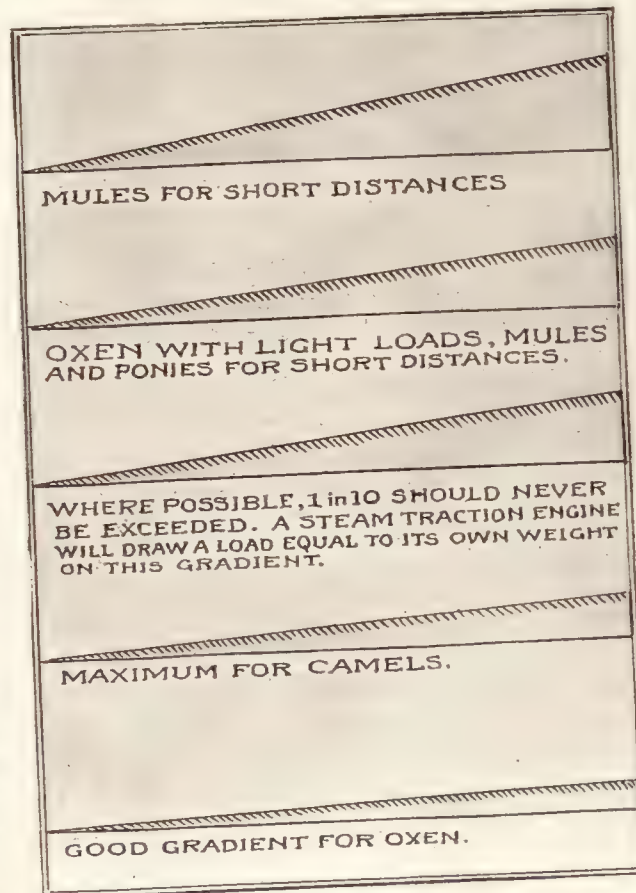 MULES FOR SHORT DISTANCES
OXEN WITH LIGHT LOADS, MULES
AND PONIES FOR SHORT DISTANCES.
WHERE POSSIBLE, 1 in 10 SHOULD NEVER
BE EXCEEDED. A STEAM TRACTION ENGINE
WILL DRAW A LOAD EQUAL TO ITS OWN WEIGHT
ON THIS GRADIENT.
MAXIMUM FOR CAMELS.
GOOD GRADIENT FOR OXEN.